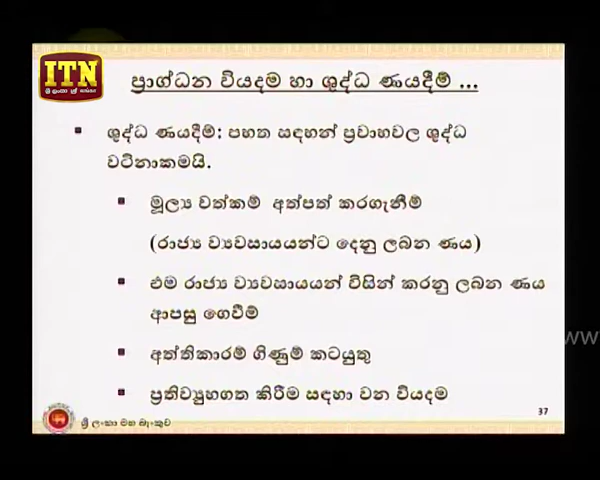 ITN
ශ්‍රී ලංකා
ප්‍රාග්ධන වියදම හා ශුද්ධ ණයදීම් ...
ශුද්ධ ණයදීම්: පහත සඳහන් ප්‍රවාහවල ශුද්ධ
වටිනාකමයි.
මූල්‍ය වත්කම් අත්පත් කරගැනීම්
(රාජ්‍ය ව්‍යවසායයන්ට දෙනු ලබන ණය)
එම රාජ්‍ය ව්‍යවසායයන් විසින් කරනු ලබන ණය
ආපසු ගෙවීම්
අත්තිකාරම් ගිණුම් කටයුතු
ප්‍රතිව්‍යුහගත කිරීම සඳහා වන වියදම
37
ශ්‍රී ලංකා මහ බැංකුව
ww